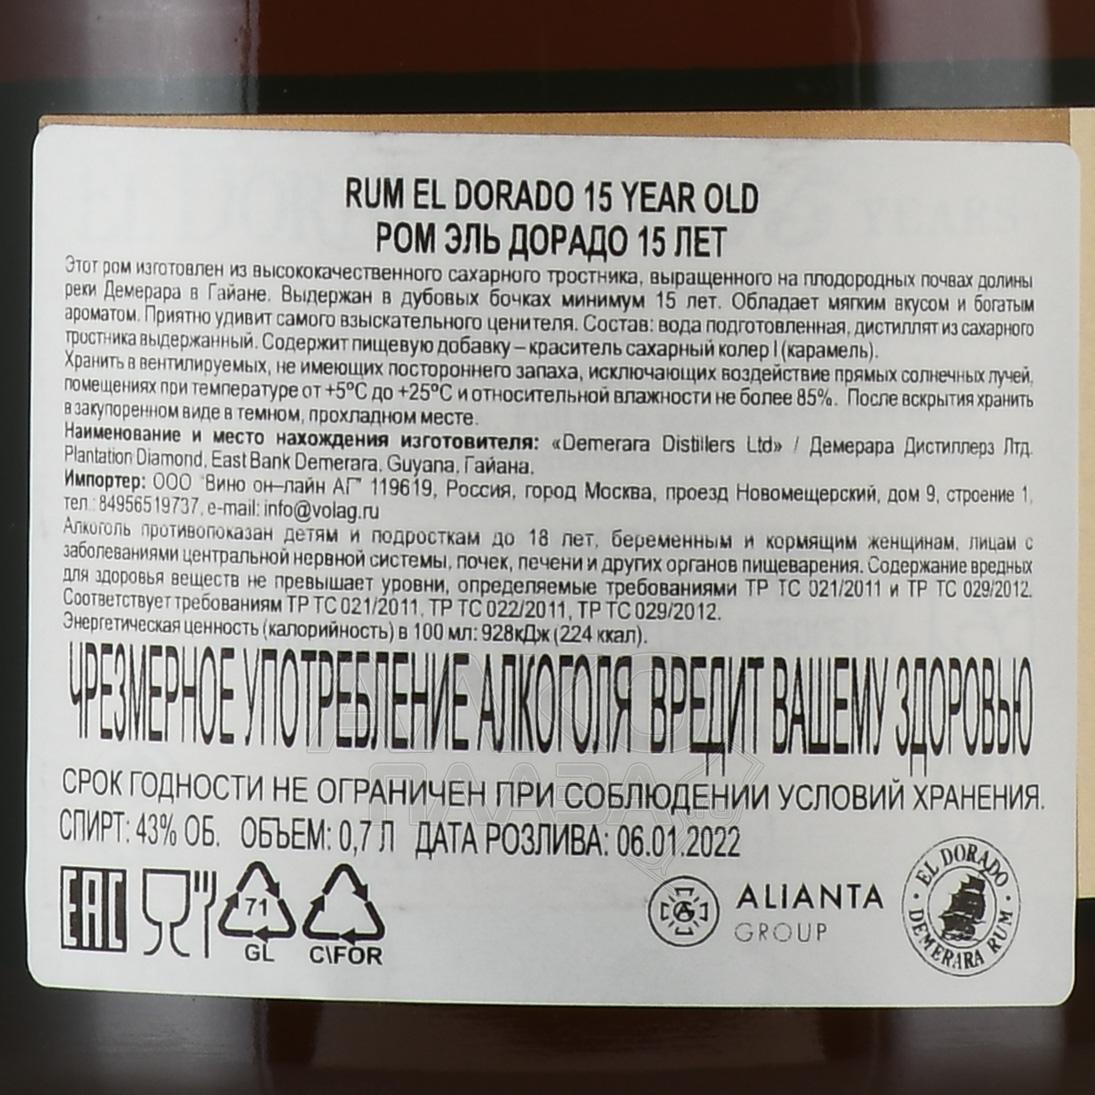 RUM EL DORADO 15 YEAR OLD
РОМ ЭЛЬ ДОРАДО 15 ЛЕТ
Этот ром изготовлен из высококачественного сахарного тростника, выращенного на плодородных почвах долины
реки Демерара в Гайане. Выдержан в дубовых бочках минимум 15 лет. Обладает мягким вкусом и богатым
ароматом. Приятно удивит самого взыскательного ценителя. Состав: вода подготовленная, дистиллят из сахарного
тростника выдержанный. Содержит пищевую добавку – краситель сахарный колер I (карамель).
Хранить в вентилируемых, не имеющих постороннего запаха, исключающих воздействие прямых солнечных лучей,
помещениях при температуре от +5°С до +25°С и относительной влажности не более 85%. После вскрытия хранить
в закупоренном виде в темном, прохладном месте.
Наименование и место нахождения изготовителя: «Demerara Distillers Ltd» / Демерара Дистиллерз Лтд.
Plantation Diamond, East Bank Demerara, Guyana, Гайана.
Импортер: ООО "Вино он–лайн АГ" 119619, Россия, город Москва, проезд Новомещерский, дом 9, строение 1,
тел.: 84956519737, e-mail: info@volag.ru
Алкоголь противопоказан детям и подросткам до 18 лет, беременным и кормящим женщинам, лицам с
заболеваниями центральной нервной системы, почек, печени и других органов пищеварения. Содержание вредных
для здоровья веществ не превышает уровни, определяемые требованиями ТР ТС 021/2011 и ТР ТС 029/2012.
Соответствует требованиям ТР ТС 021/2011, ТР ТС 022/2011, ТР ТС 029/2012.
Энергетическая ценность (калорийность) в 100 мл: 928кДж (224 ккал).
ЧРЕЗМЕРНОЕ УПОТРЕБЛЕНИЕ АЛКОГОЛЯ ВРЕДИТ ВАШЕМУ ЗДОРОВЬЮ
СРОК ГОДНОСТИ НЕ ОГРАНИЧЕН ПРИ СОБЛЮДЕНИИ УСЛОВИЙ ХРАНЕНИЯ.
СПИРТ: 43% ОБ. ОБЪЕМ: 0,7 Л ДАТА РОЗЛИВА: 06.01.2022
EAC
71
GL
C\FOR
ALIANTA
GROUP
EL DORADO
DEMERARA RUM